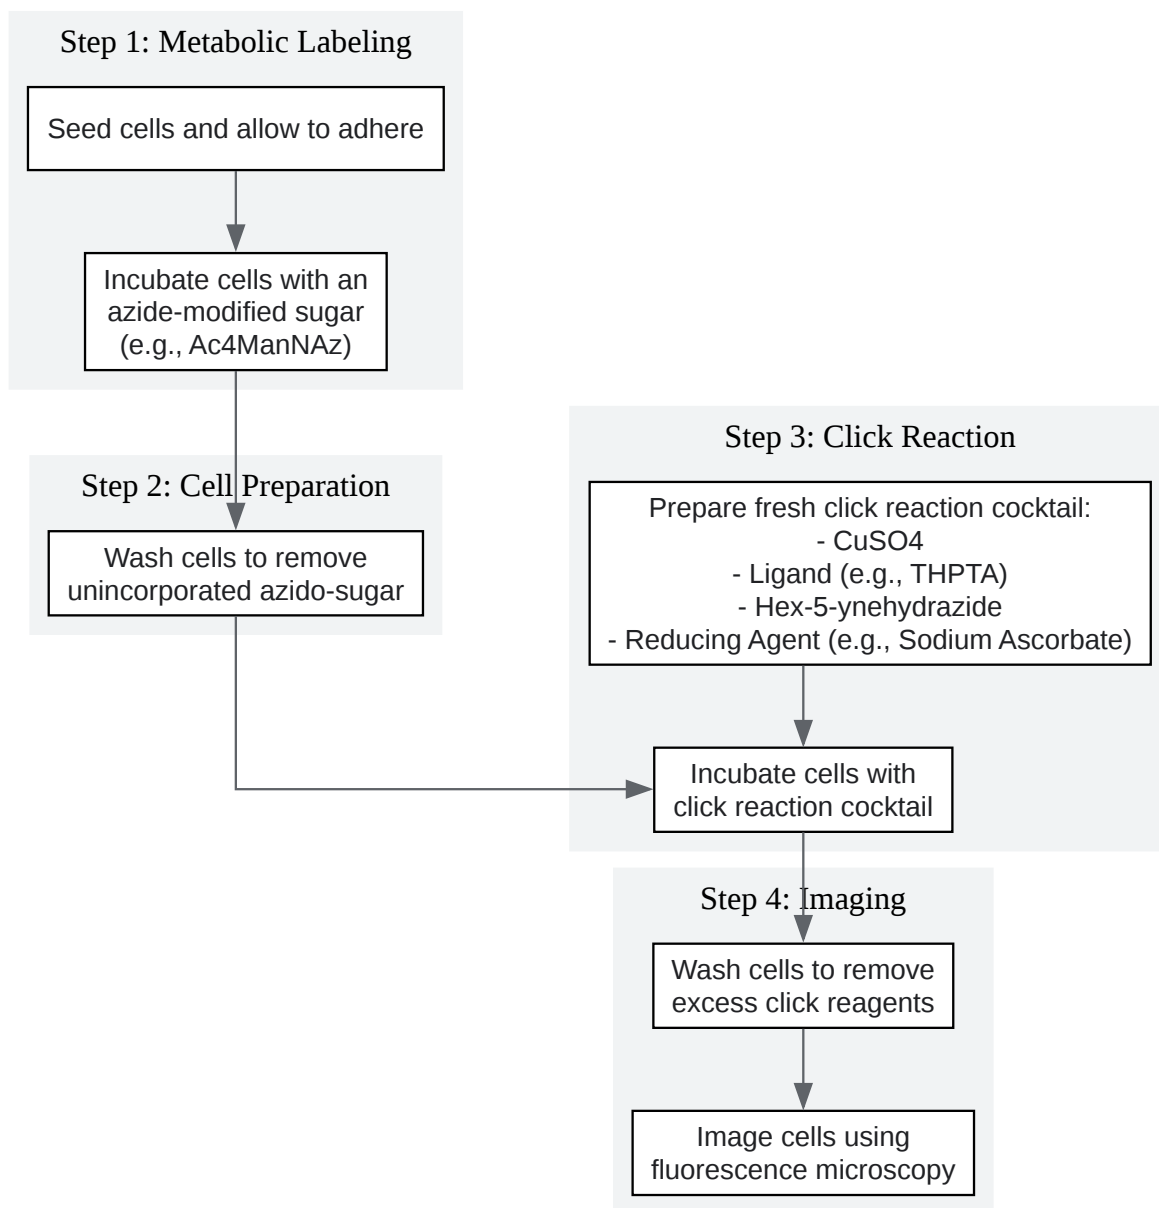 Step 1: Metabolic Labeling
Seed cells and allow to adhere
Incubate cells with an
azide-modified sugar
(e.g., Ac4ManNAz)
Step 2: Cell Preparation
Wash cells to remove
unincorporated azido-sugar
Step 3: Click Reaction
Prepare fresh click reaction cocktail:
- CuSO4
- Ligand (e.g., THPTA)
- Hex-5-ynehydrazide
- Reducing Agent (e.g., Sodium Ascorbate)
Incubate cells with
click reaction cocktail
Step 4: Imaging
Wash cells to remove
excess click reagents
Image cells using
fluorescence microscopy